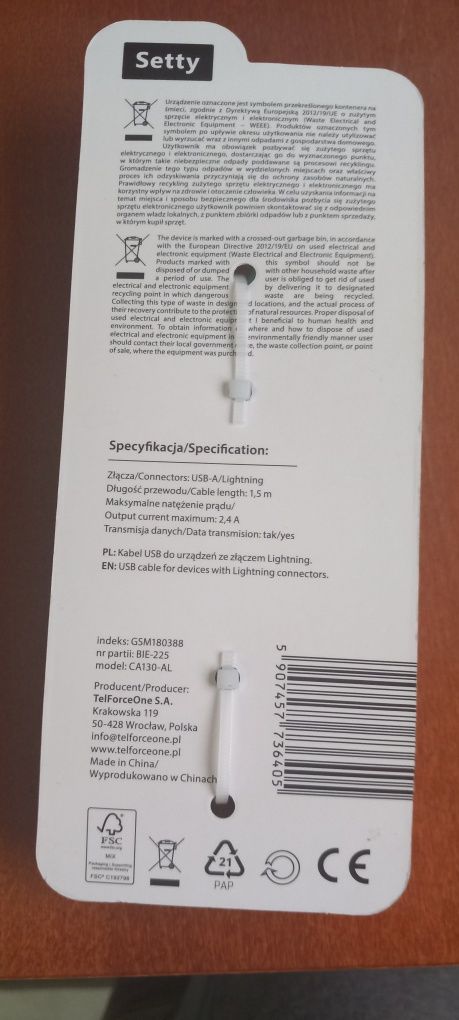 Setty
Urządzenie oznaczone jest symbolem przekreślonego kontenera na
śmieci, zgodnie z Dyrektywą Europejską 2012/19/UE o zużytym
sprzęcie elektrycznym i elektronicznym (Waste Electrical and
Electronic Equipment – WEEE). Produktów oznaczonych tym
symbolem po upływie okresu użytkowania nie należy utylizować
lub wyrzucać wraz z innymi odpadami z gospodarstwa domowego.
Użytkownik ma obowiązek pozbywać się zużytego sprzętu
elektrycznego i elektronicznego, dostarczając go do wyznaczonego punktu,
w którym takie niebezpieczne odpady poddawane są procesowi recyklingu.
Gromadzenie tego typu odpadów w wydzielonych miejscach oraz właściwy
proces ich odzyskiwania przyczyniają się do ochrony zasobów naturalnych.
Prawidłowy recykling zużytego sprzętu elektrycznego i elektronicznego ma
korzystny wpływ na zdrowie i otoczenie człowieka. W celu uzyskania informacji na
temat miejsca i sposobu bezpiecznego dla środowiska pozbycia się zużytego
sprzętu elektronicznego użytkownik powinien skontaktować się z odpowiednim
organem władz lokalnych, z punktem zbiórki odpadów lub z punktem sprzedaży,
w którym kupił sprzęt.
The device is marked with a crossed-out garbage bin, in accordance
with the European Directive 2012/19/EU on used electrical and
electronic equipment (Waste Electrical and Electronic Equipment).
Products marked with this symbol should not be
disposed of or dumped with other household waste after
a period of use. The user is obliged to get rid of used
electrical and electronic equipment by delivering it to designated
recycling point in which dangerous waste are being recycled.
Collecting this type of waste in designated locations, and the actual process of
their recovery contribute to the protection of natural resources. Proper disposal of
used electrical and electronic equipment is beneficial to human health and
environment. To obtain information where and how to dispose of used
electrical and electronic equipment in environmentally friendly manner user
should contact their local government office, the waste collection point, or point
of sale, where the equipment was purchased.
Specyfikacja/Specification:
Złącza/Connectors: USB-A/Lightning
Długość przewodu/Cable length: 1,5 m
Maksymalne natężenie prądu/
Output current maximum: 2,4 A
Transmisja danych/Data transmision: tak/yes
PL: Kabel USB do urządzeń ze złączem Lightning.
EN: USB cable for devices with Lightning connectors.
indeks: GSM180388
nr partii: BIE-225
model: CA130-AL
Producent/Producer:
TelForceOne S.A.
Krakowska 119
50-428 Wrocław, Polska
info@telforceone.pl
www.telforceone.pl
Made in China/
Wyprodukowano w Chinach
5 907457 736405
FSC
www.fsc.org
MIX
Packaging | Supporting
responsible forestry
FSC® C192798
21
PAP
CE